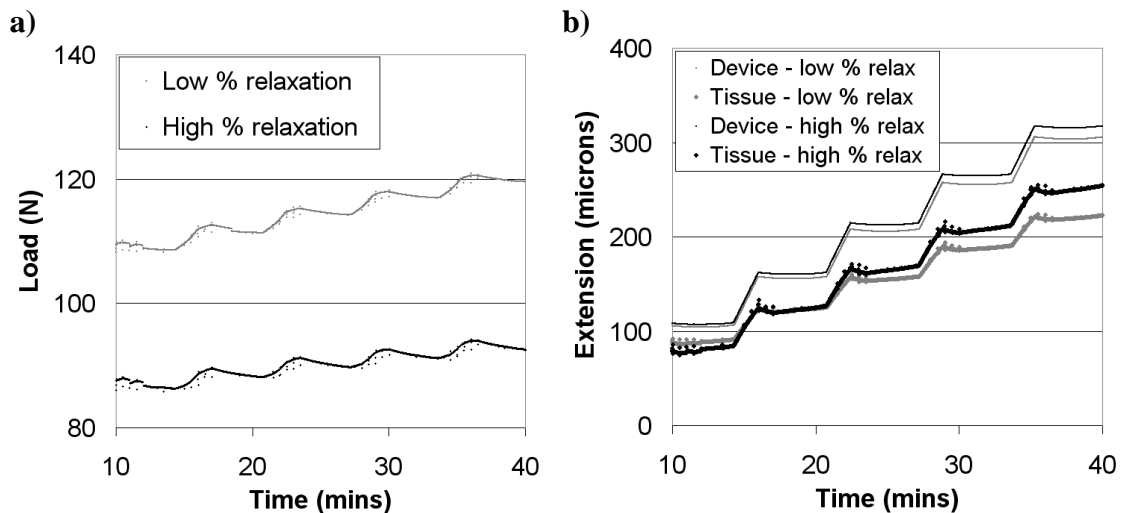 a)
140
120
100
80
Load (N)
Low % relaxation
High % relaxation
10
20
30
40
Time (mins)
b)
400
300
200
100
0
Extension (microns)
Device - low % relax
Tissue - low % relax
Device - high % relax
Tissue - high % relax
10
20
30
40
Time (mins)